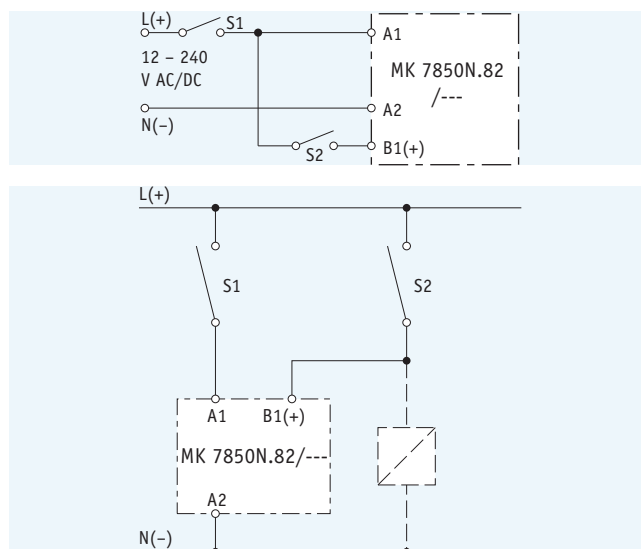 L(+)
S1
A1
12 – 240
V AC/DC
MK 7850N.82
/---
A2
N(–)
S2
B1(+)
L(+)
S1
S2
A1
B1(+)
MK 7850N.82/---
A2
N(–)